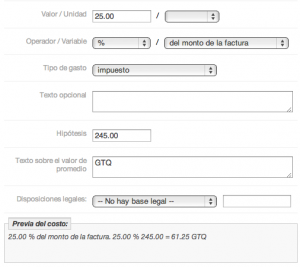 Valor / Unidad 25.00 /
Operador / Variable % / del monto de la factura
Tipo de gasto impuesto
Texto opcional
Hipótesis 245.00
Texto sobre el valor de promedio GTQ
Disposiciones legales: -- No hay base legal --
Previa del costo:
25.00 % del monto de la factura. 25.00 % 245.00 = 61.25 GTQ